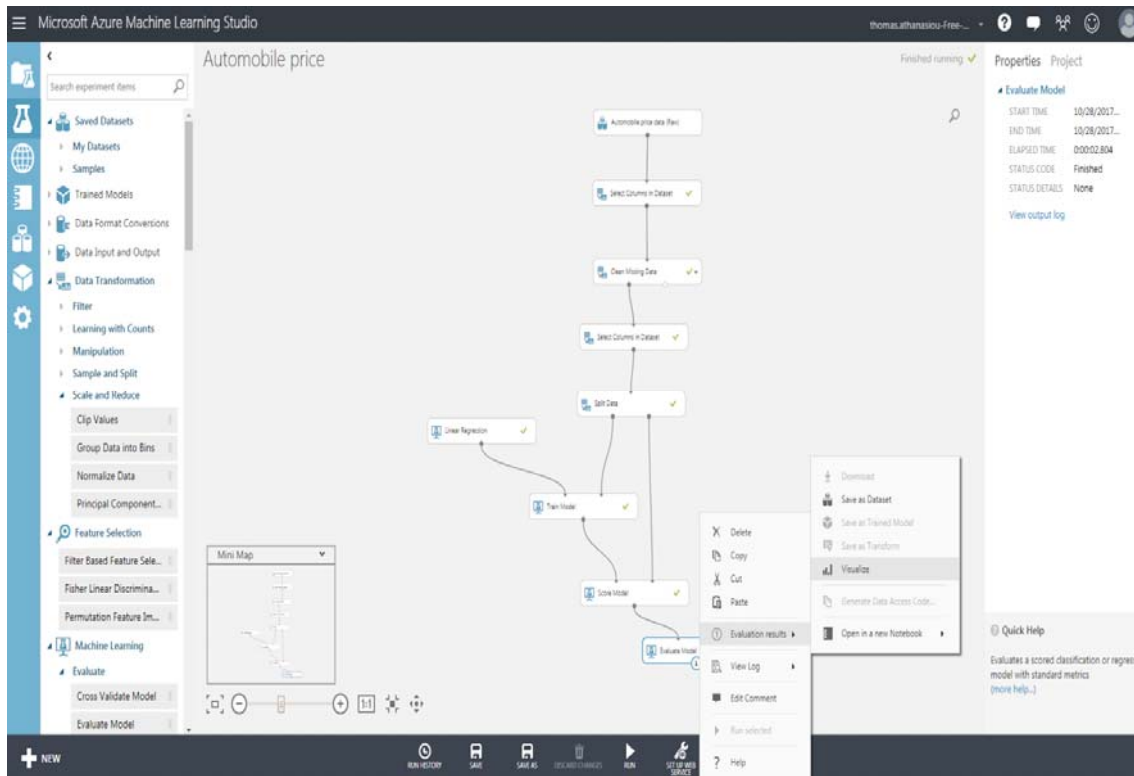 Microsoft Azure Machine Learning Studio
thomas.athanasiou-Free-...
Search experiment items
Saved Datasets
My Datasets
Samples
Trained Models
Data Format Conversions
Data Input and Output
Data Transformation
Filter
Learning with Counts
Manipulation
Sample and Split
Scale and Reduce
Clip Values
Group Data into Bins
Normalize Data
Principal Component...
Feature Selection
Filter Based Feature Sele...
Fisher Linear Discrimina...
Permutation Feature Im...
Machine Learning
Evaluate
Cross Validate Model
Evaluate Model
Automobile price
Finished running
Automobile price data (Raw)
Select Columns in Dataset
Clean Missing Data
Select Columns in Dataset
Split Data
Linear Regression
Train Model
Score Model
Evaluate Model
Mini Map
1:1
Delete
Copy
Cut
Paste
Evaluation results
View Log
Edit Comment
Run selected
Help
Download
Save as Dataset
Save as Trained Model
Save as Transform
Visualize
Generate Data Access Code...
Open in a new Notebook
Properties Project
Evaluate Model
START TIME 10/28/2017...
END TIME 10/28/2017...
ELAPSED TIME 0:00:02.804
STATUS CODE Finished
STATUS DETAILS None
View output log
Quick Help
Evaluates a scored classification or regress
model with standard metrics
(more help...)
NEW
RUN HISTORY
SAVE
SAVE AS
DISCARD CHANGES
RUN
SET UP WEB
SERVICE